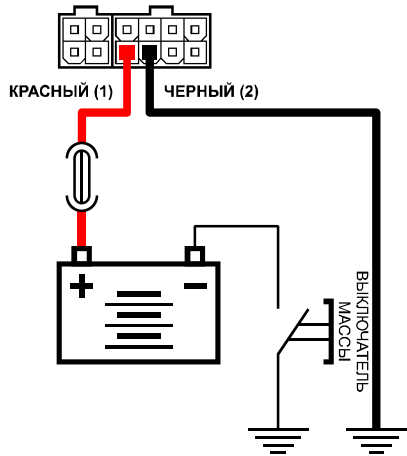 КРАСНЫЙ (1)
ЧЕРНЫЙ (2)
+
–
ВЫКЛЮЧАТЕЛЬ
МАССЫ